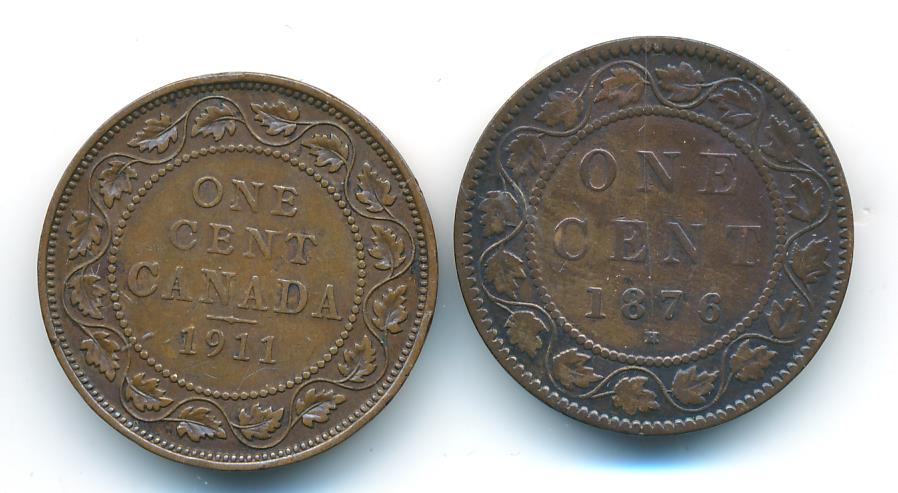 ONE
CENT
CANADA
1911
ONE
CENT
1876
H